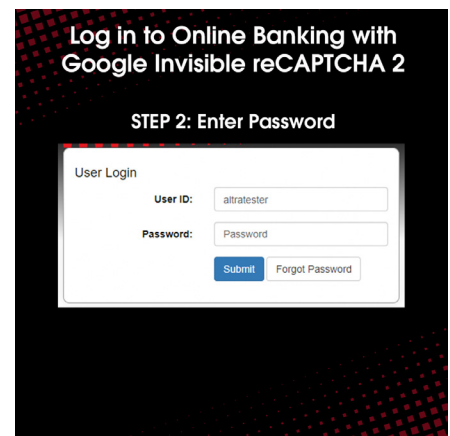 Log in to Online Banking with
Google Invisible reCAPTCHA 2
STEP 2: Enter Password
User Login
User ID: altratester
Password: Password
Submit Forgot Password